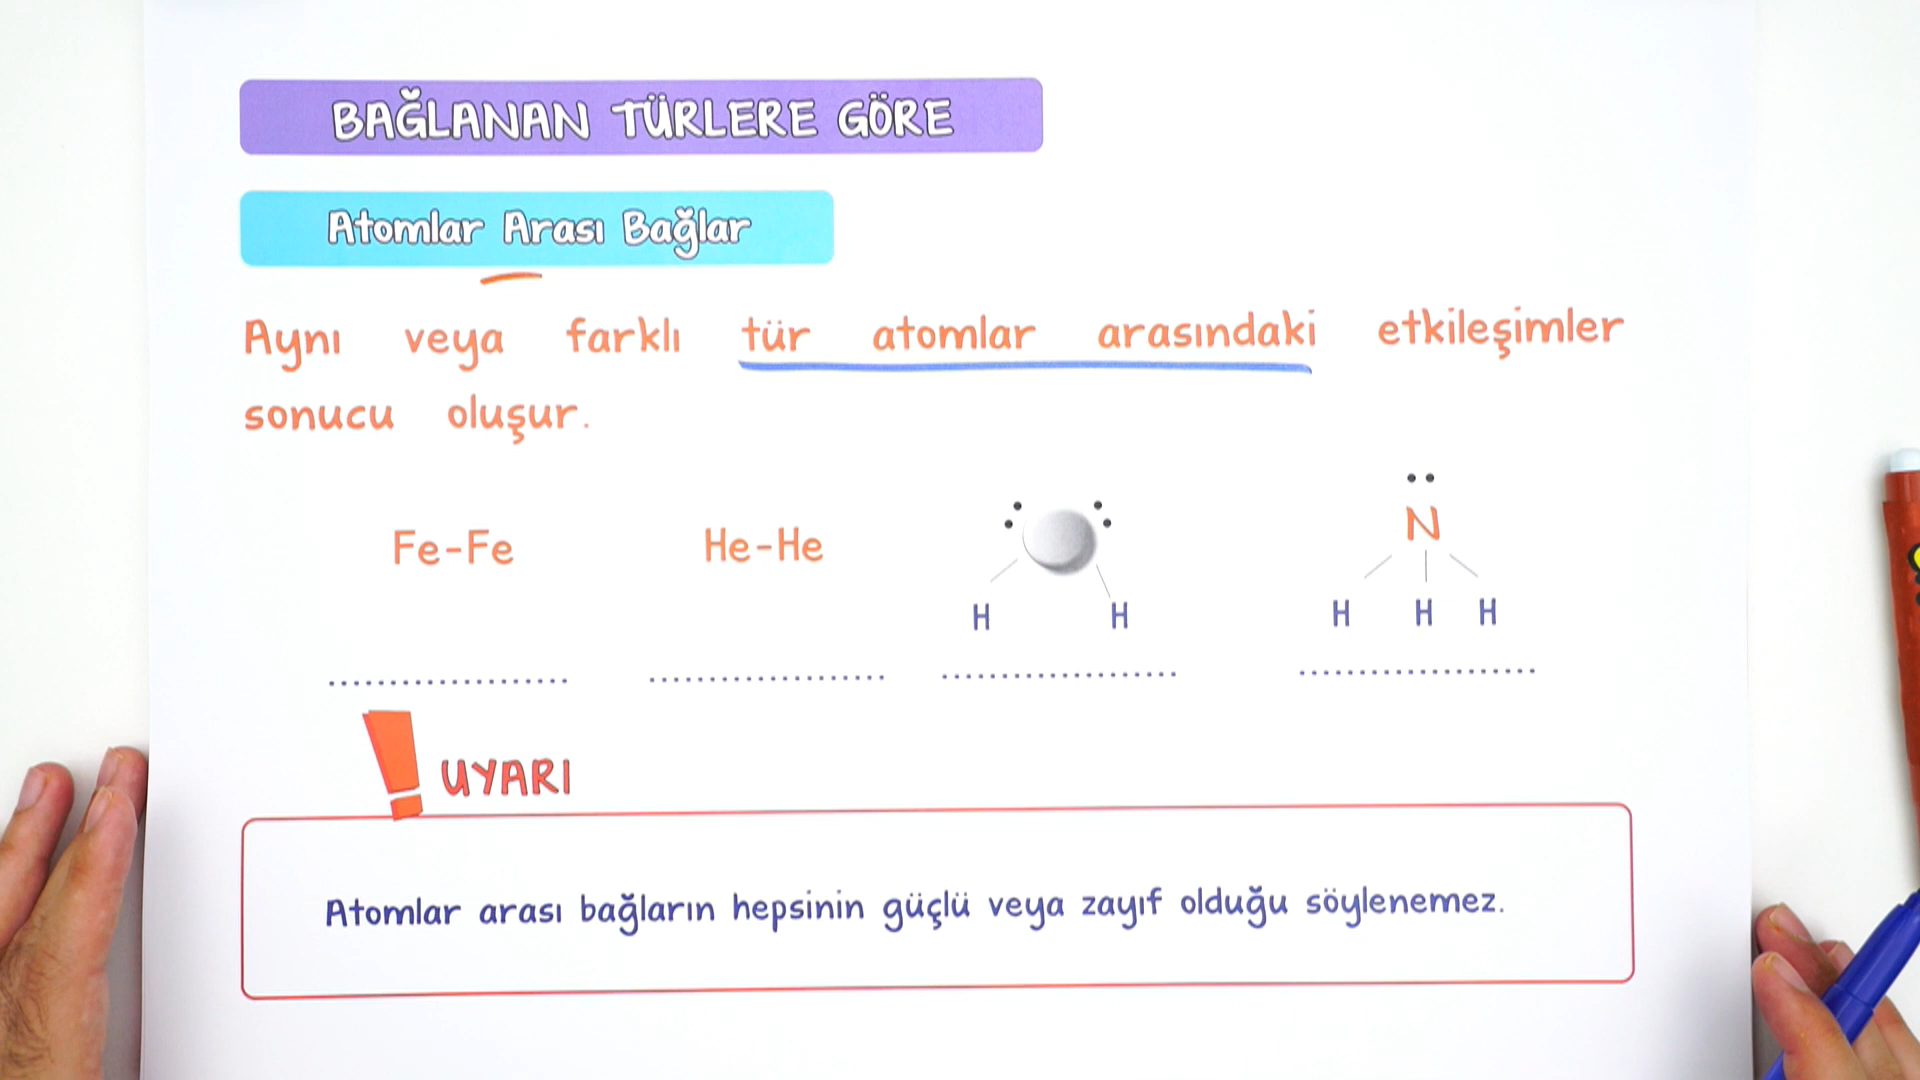 BAĞLANAN TÜRLERE GÖRE
Atomlar Arası Bağlar
Aynı veya farklı tür atomlar arasındaki etkileşimler
sonucu oluşur.
Fe-Fe
He-He
H H
N
H H H
UYARI
Atomlar arası bağların hepsinin güçlü veya zayıf olduğu söylenemez.